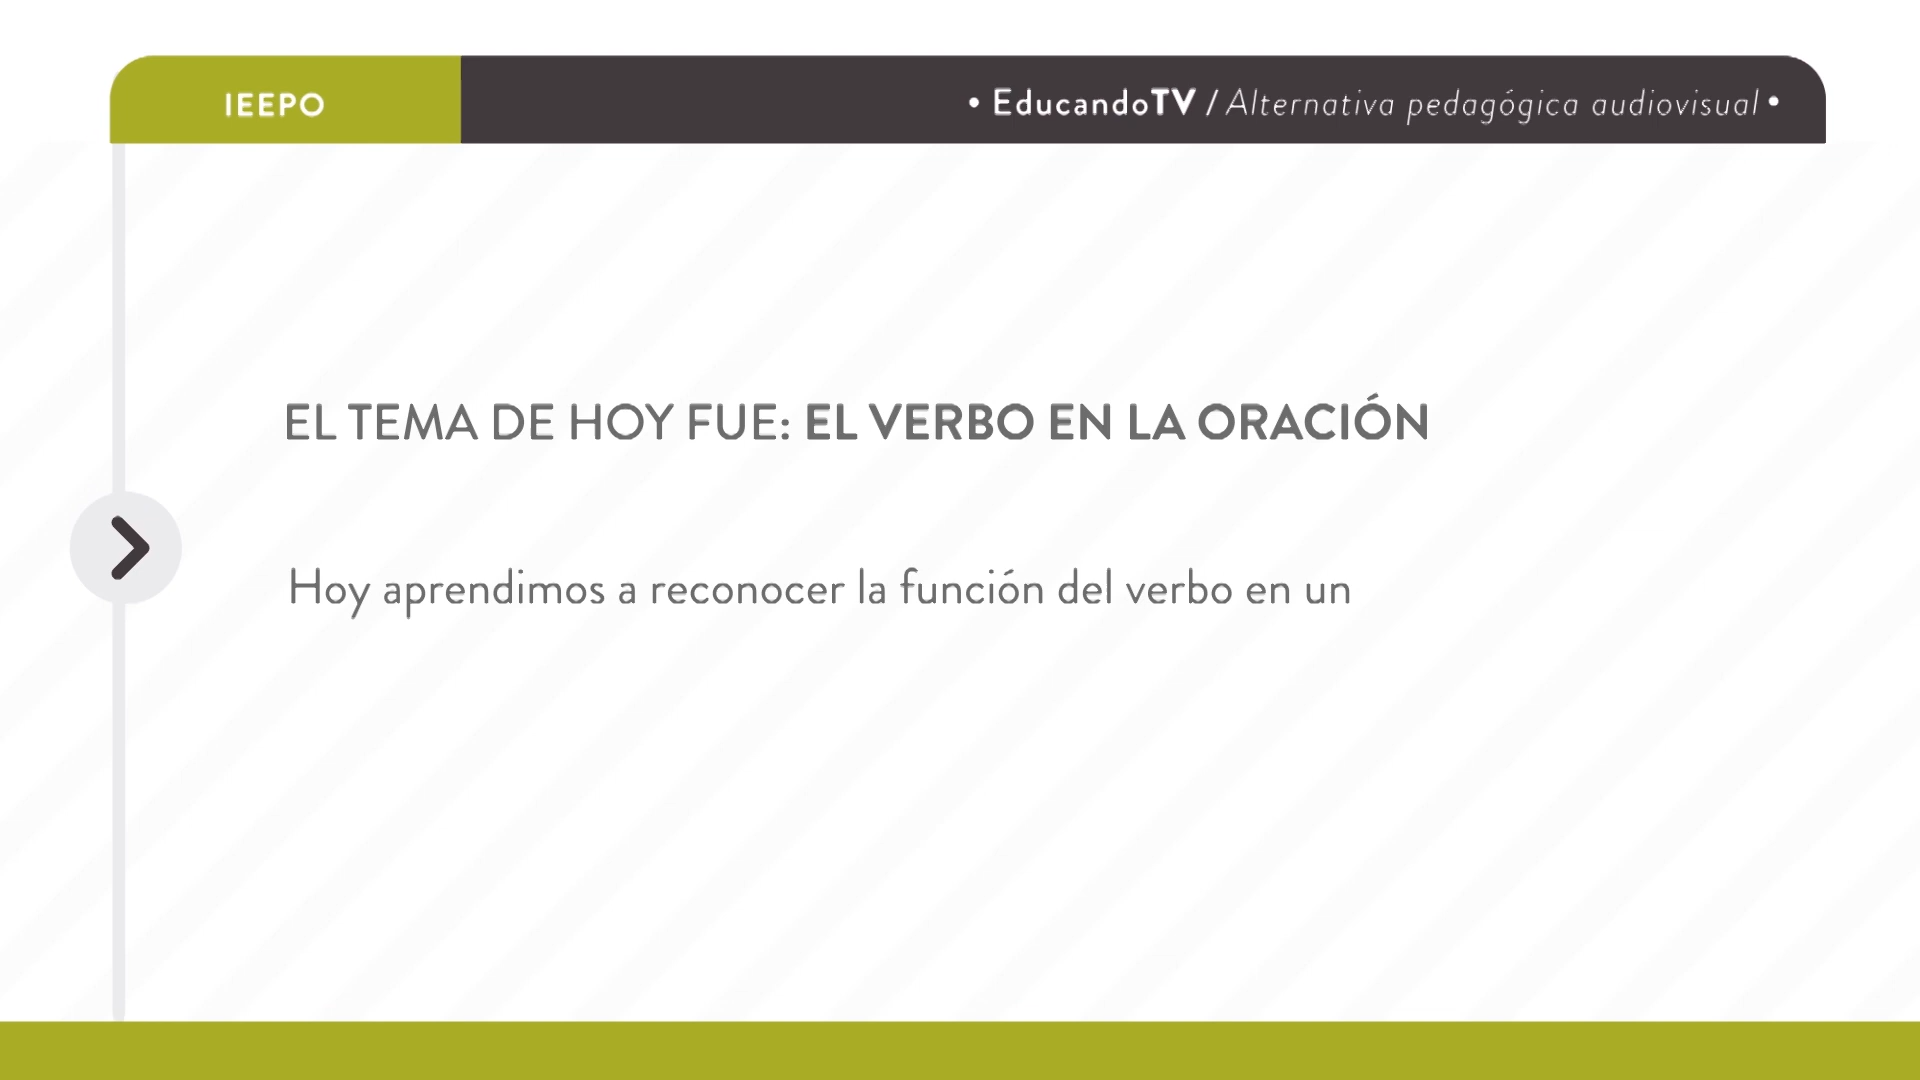 IEEPO
• EducandoTV / Alternativa pedagógica audiovisual •
EL TEMA DE HOY FUE: EL VERBO EN LA ORACIÓN
Hoy aprendimos a reconocer la función del verbo en un